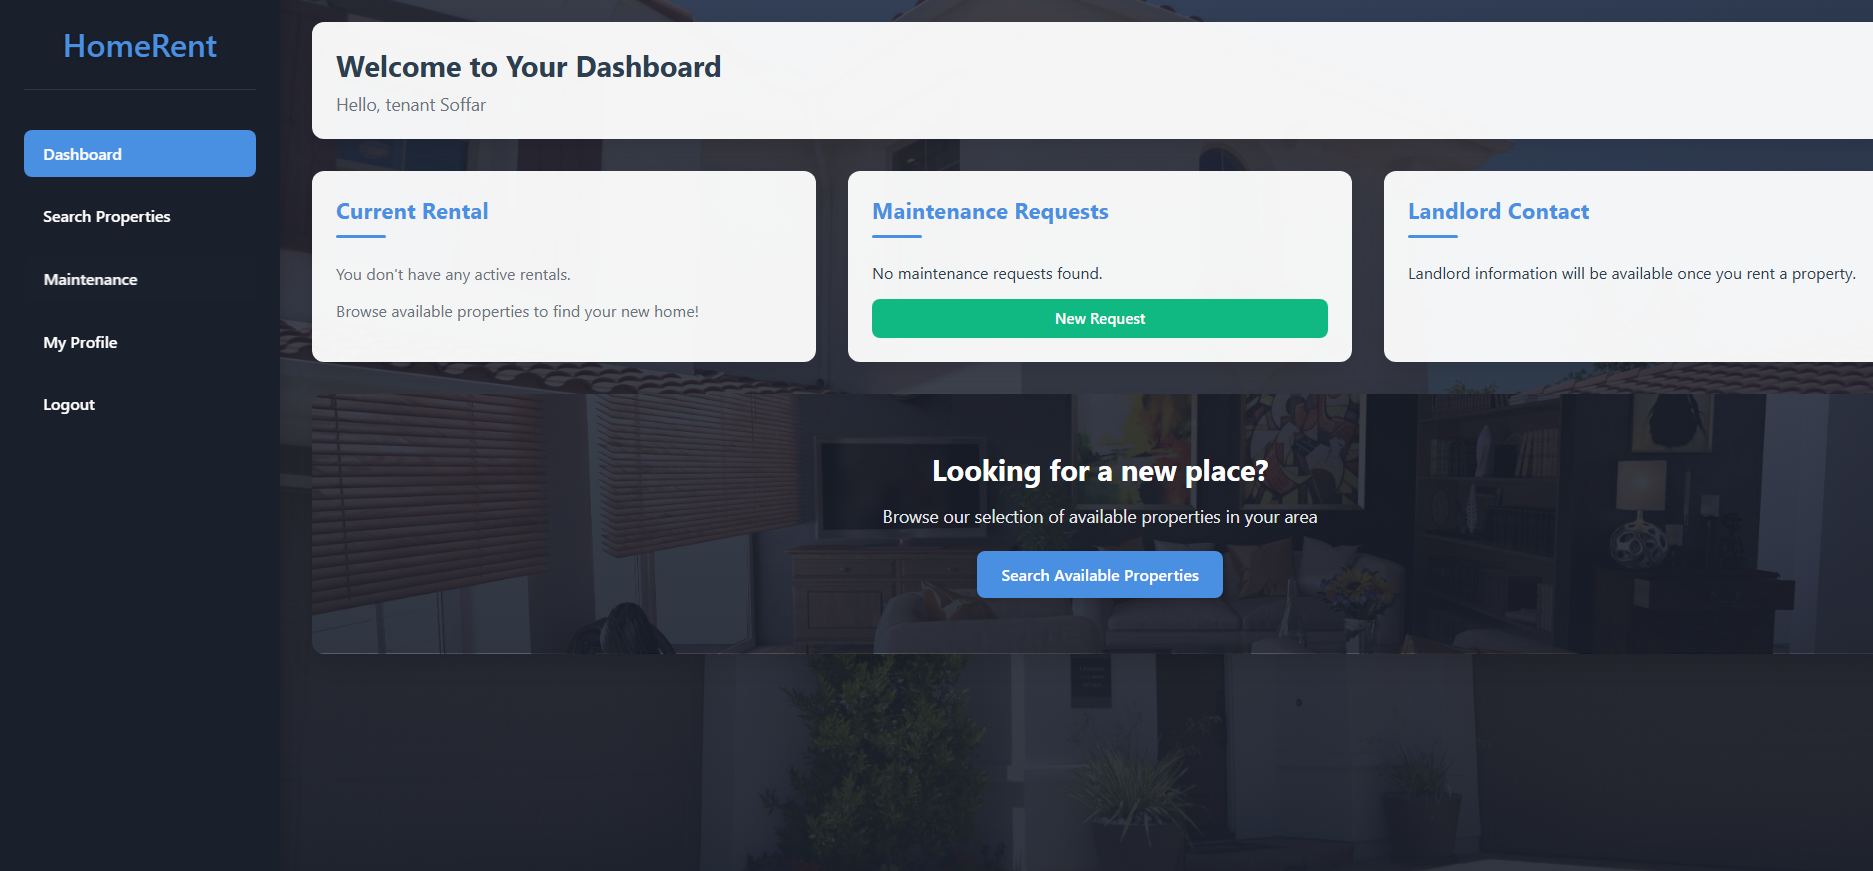 HomeRent
Dashboard
Search Properties
Maintenance
My Profile
Logout
Welcome to Your Dashboard
Hello, tenant Soffar
Current Rental
You don't have any active rentals.
Browse available properties to find your new home!
Maintenance Requests
No maintenance requests found.
New Request
Landlord Contact
Landlord information will be available once you rent a property.
Looking for a new place?
Browse our selection of available properties in your area
Search Available Properties